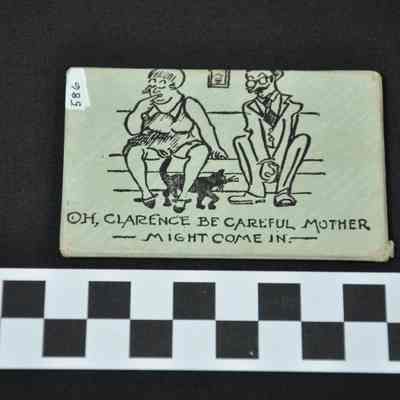 586
OH, CLARENCE BE CAREFUL MOTHER
— MIGHT COME IN. —